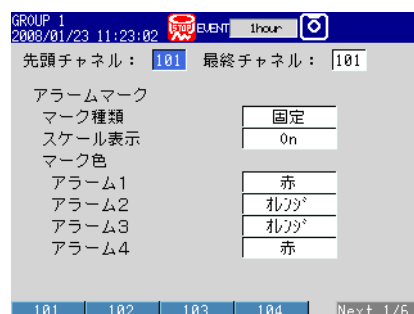 GROUP 1
2008/01/23 11:23:02 STOP EVENT 1hour
先頭チャネル： 101 最終チャネル： 101
アラームマーク
マーク種類 固定
スケール表示 On
マーク色
アラーム1 赤
アラーム2 ｵﾚﾝｼﾞ
アラーム3 ｵﾚﾝｼﾞ
アラーム4 赤
101 102 103 104 Next 1/6